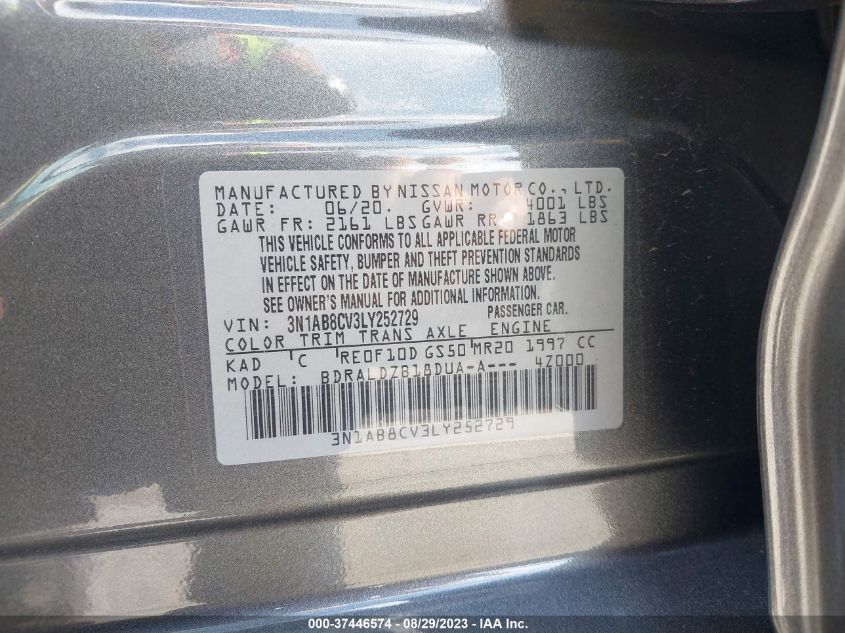 MANUFACTURED BY NISSAN MOTOR CO., LTD.
DATE: 06/20. GVWR: 4001 LBS
GAWR FR: 2161 LBS GAWR RR: 1863 LBS
THIS VEHICLE CONFORMS TO ALL APPLICABLE FEDERAL MOTOR
VEHICLE SAFETY, BUMPER AND THEFT PREVENTION STANDARDS
IN EFFECT ON THE DATE OF MANUFACTURE SHOWN ABOVE.
SEE OWNER'S MANUAL FOR ADDITIONAL INFORMATION.
VIN: 3N1AB8CV3LY252729 PASSENGER CAR.
COLOR TRIM TRANS AXLE ENGINE
KAD 'C RE0F10D GS50 MR20 1997 CC
MODEL: BDRALDZB18DUA-A--- 4Z000
3N1AB8CV3LY252729
000-37446574 - 08/29/2023 - IAA Inc.